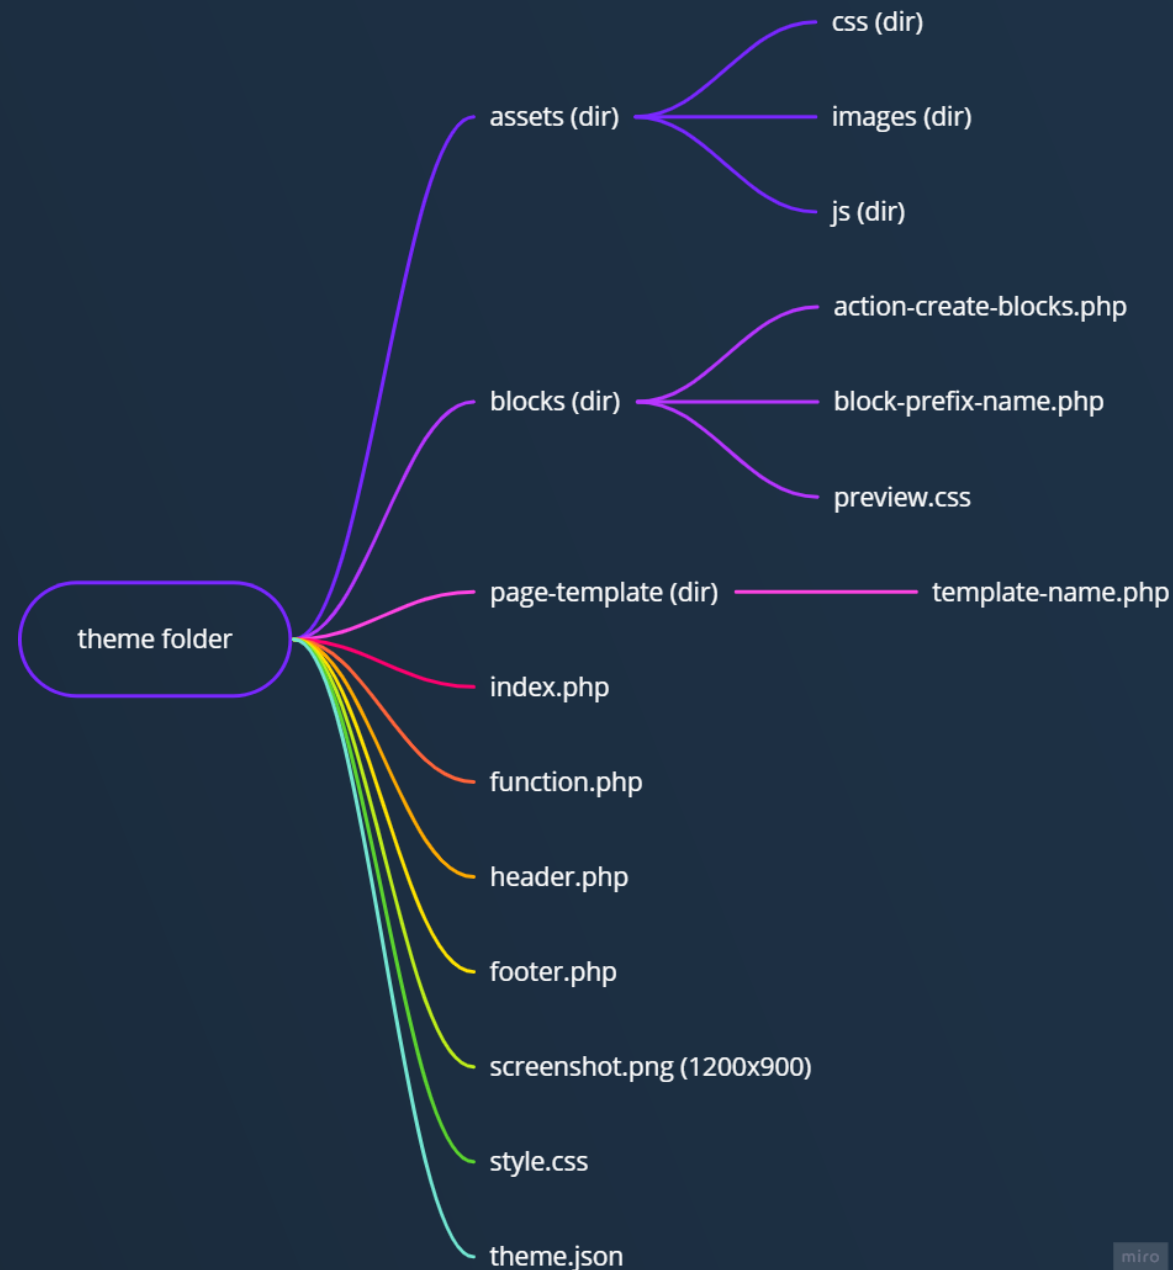 theme folder
assets (dir)
css (dir)
images (dir)
js (dir)
blocks (dir)
action-create-blocks.php
block-prefix-name.php
preview.css
page-template (dir)
template-name.php
index.php
function.php
header.php
footer.php
screenshot.png (1200x900)
style.css
theme.json
miro